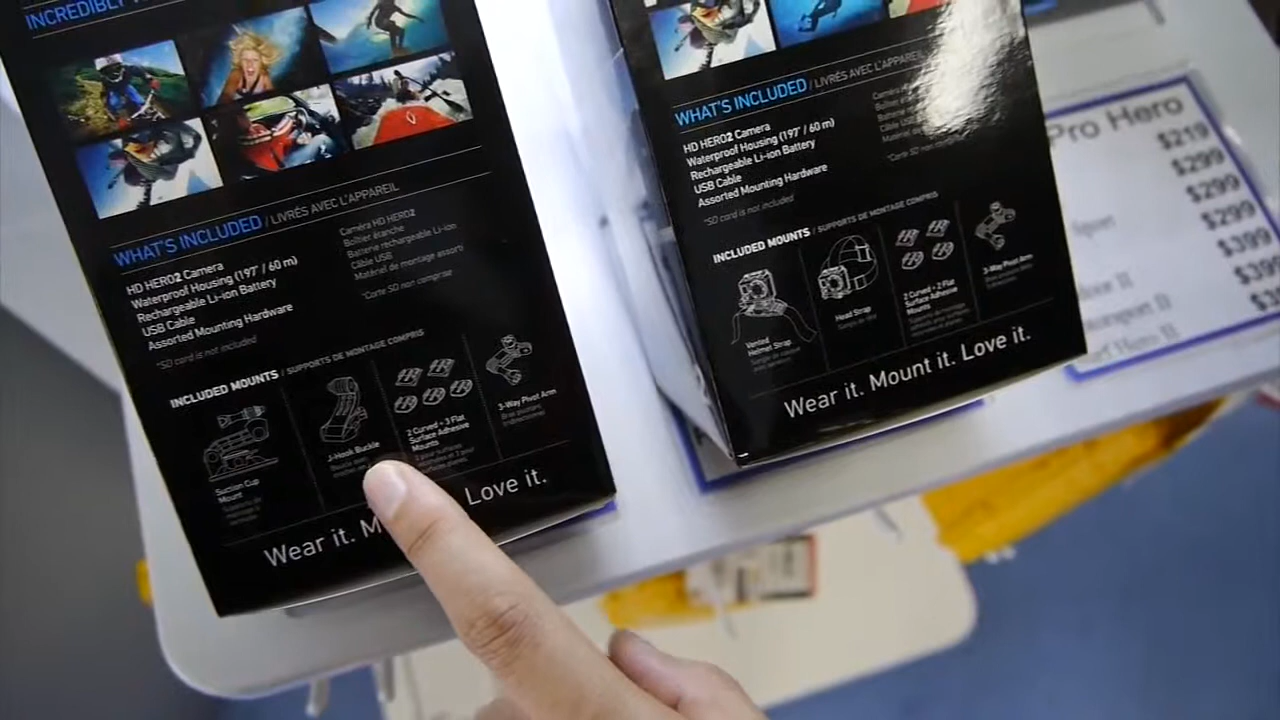 INCREDIBLY
WHAT'S INCLUDED / LIVRÉS AVEC L'APPAREIL
HD HERO2 Camera
Waterproof Housing (197' / 60 m)
Rechargeable Li-ion Battery
USB Cable
Assorted Mounting Hardware
*SD card is not included
Caméra HD HERO2
Boîtier étanche
Batterie rechargeable Li-ion
Câble USB
Matériel de montage assorti
*Carte SD non comprise
INCLUDED MOUNTS / SUPPORTS DE MONTAGE COMPRIS
Suction Cup
Mount
J-Hook Buckle
2 Curved + 3 Flat
Surface Adhesive
Mounts
3-Way Pivot Arm
Wear it. M Love it.
WHAT'S INCLUDED / LIVRÉS AVEC L'APPAREIL
HD HERO2 Camera
Waterproof Housing (197' / 60 m)
Rechargeable Li-ion Battery
USB Cable
Assorted Mounting Hardware
*SD card is not included
INCLUDED MOUNTS / SUPPORTS DE MONTAGE COMPRIS
Vented
Helmet Strap
Head Strap
2 Curved + 2 Flat
Surface Adhesive
Mounts
3-Way Pivot Arm
Wear it. Mount it. Love it.
Pro Hero
$219
$299
$299
$299
$399
$399